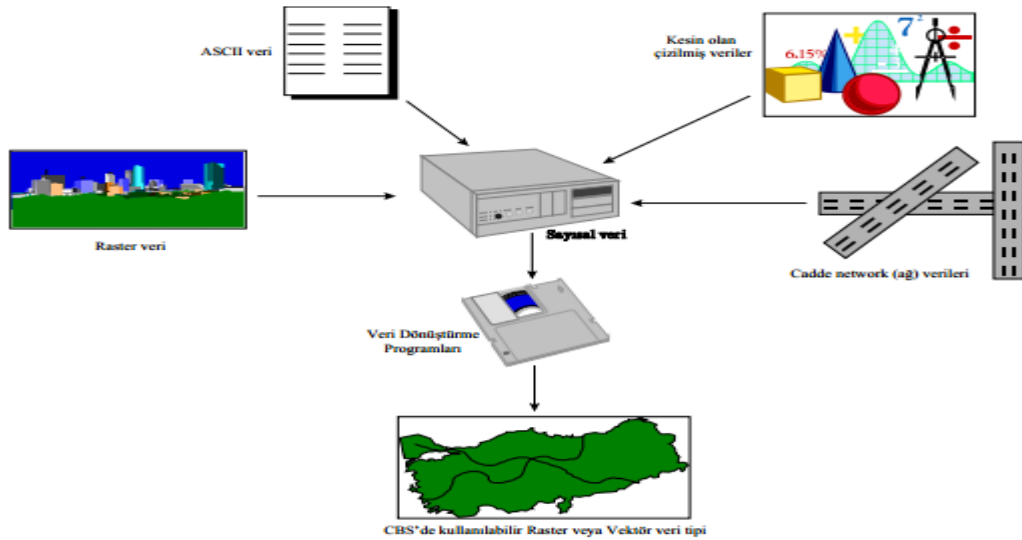 ASCII veri
Kesin olan
çizilmiş veriler
7²
6.15%
Raster veri
Sayısal veri
Cadde network (ağ) verileri
Veri Dönüştürme
Programları
CBS'de kullanılabilir Raster veya Vektör veri tipi